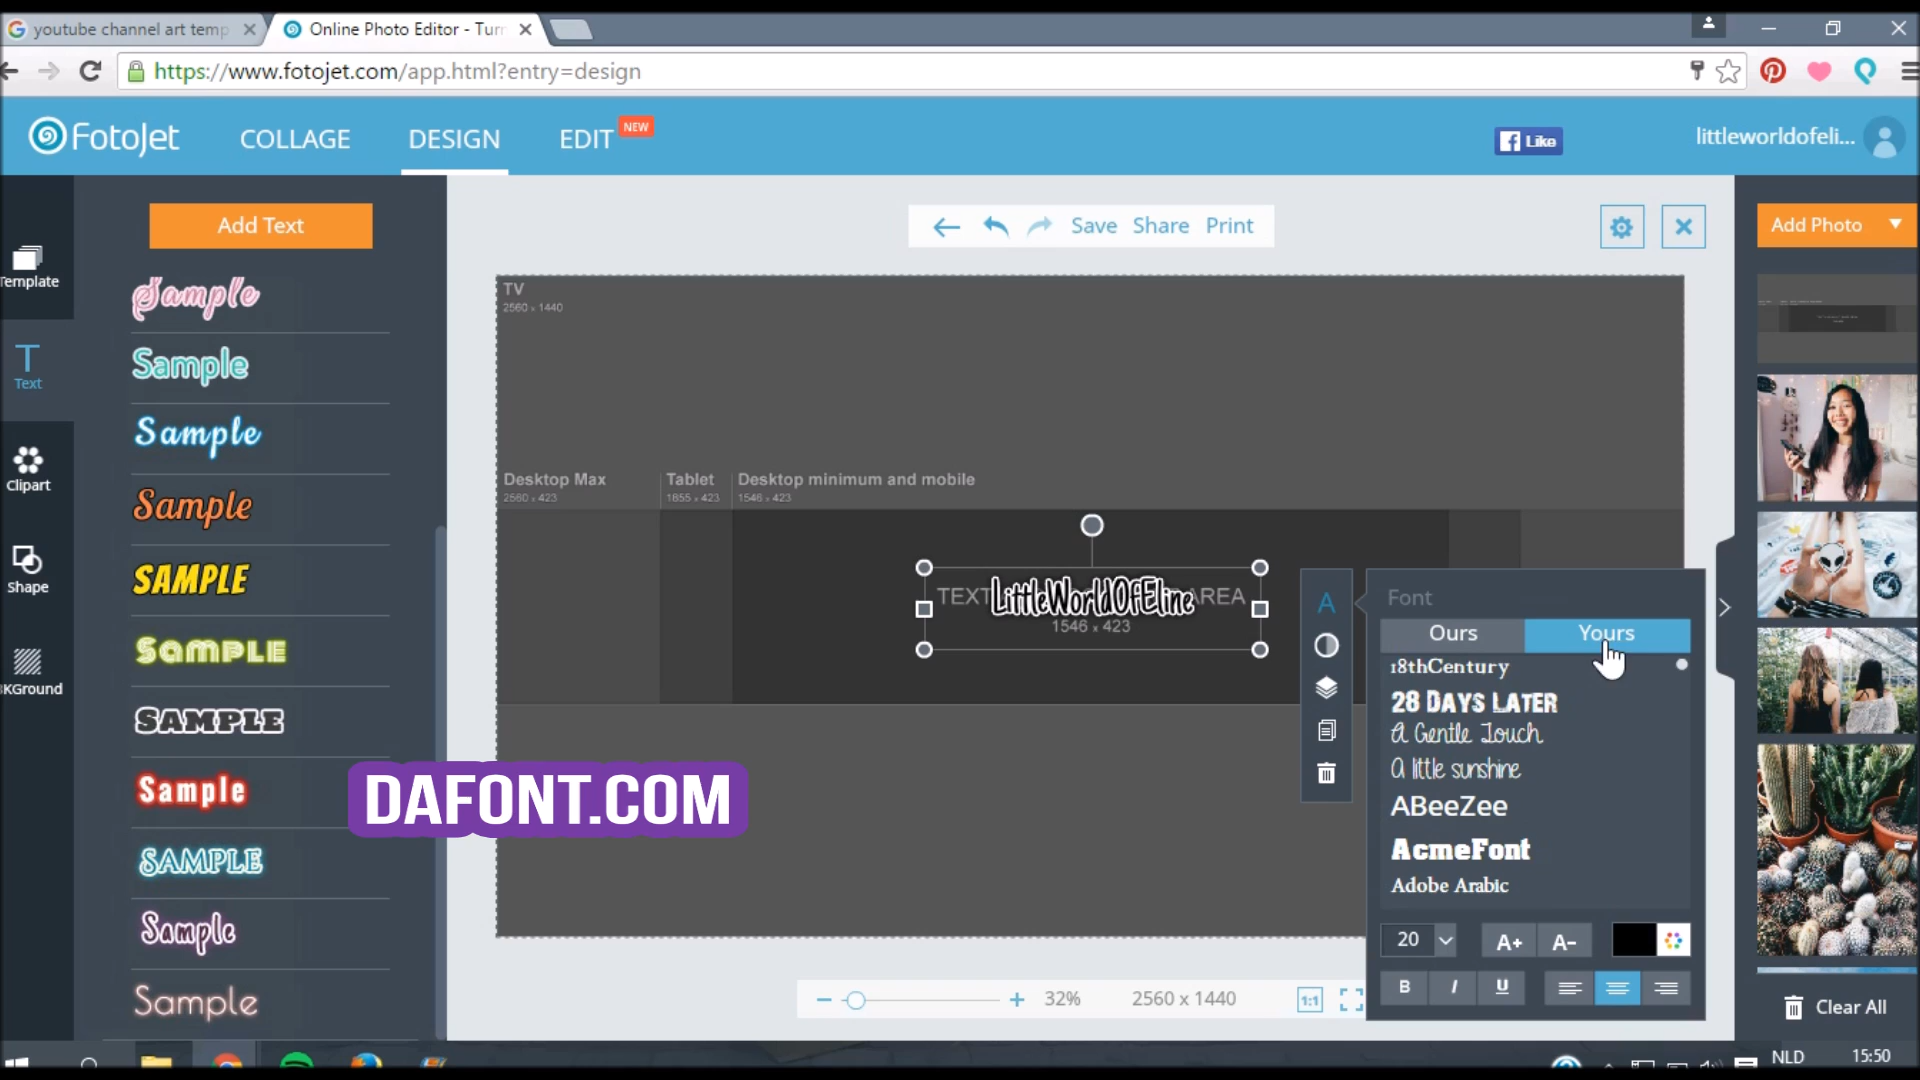 youtube channel art temp
Online Photo Editor - Turn
https://www.fotojet.com/app.html?entry=design
FotoJet
COLLAGE
DESIGN
EDIT
NEW
Like
littleworldofeli...
Template
Text
Clipart
Shape
KGround
Add Text
Sample
Sample
Sample
Sample
SAMPLE
SAMPLE
SAMPLE
Sample
SAMPLE
Sample
Sample
Save Share Print
TV
2560 x 1440
Desktop Max
2560 x 423
Tablet
1855 x 423
Desktop minimum and mobile
1546 x 423
TEXT LittleWorldOfEline AREA
1546 x 423
DAFONT.COM
A
Font
Ours
Yours
18thCentury
28 Days Later
A Gentle Touch
A little sunshine
ABeeZee
AcmeFont
Adobe Arabic
20
A+
A-
B
I
U
32%
2560 x 1440
1:1
Add Photo
Clear All
NLD
15:50